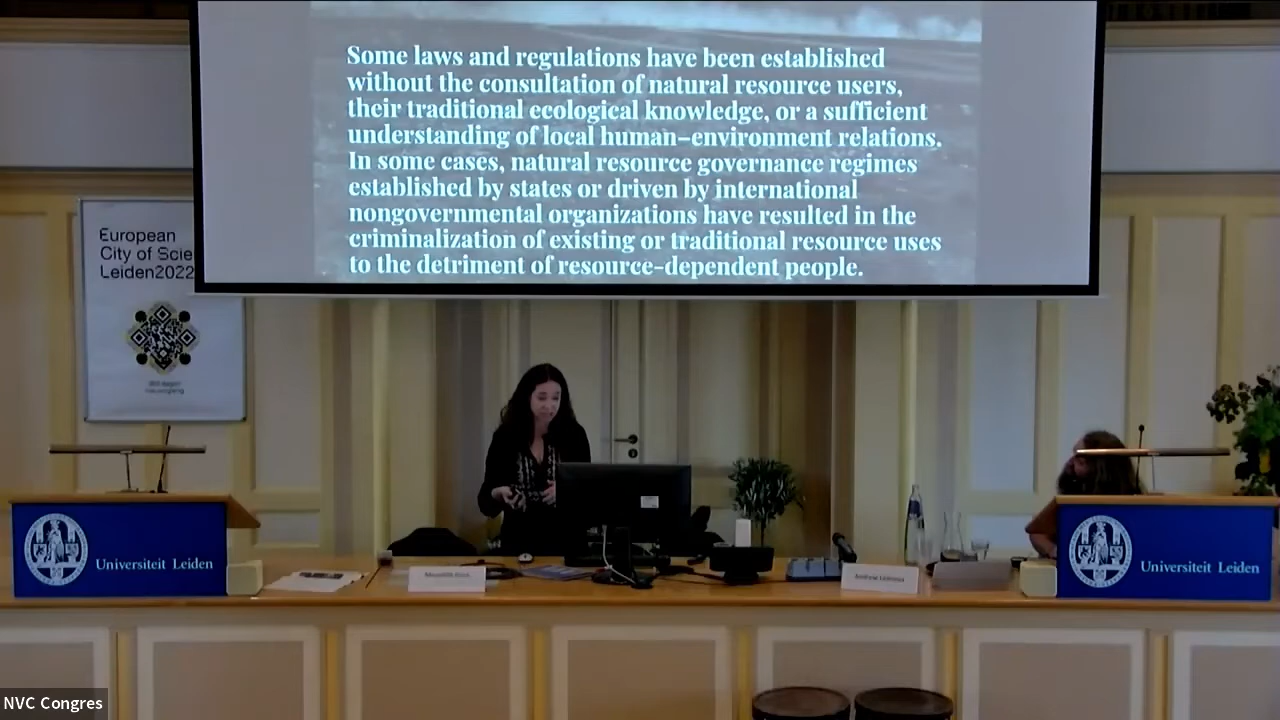 Some laws and regulations have been established
without the consultation of natural resource users,
their traditional ecological knowledge, or a sufficient
understanding of local human–environment relations.
In some cases, natural resource governance regimes
established by states or driven by international
nongovernmental organizations have resulted in the
criminalization of existing or traditional resource uses
to the detriment of resource-dependent people.
European
City of Scie
Leiden2022
Universiteit Leiden
Universiteit Leiden
NVC Congres